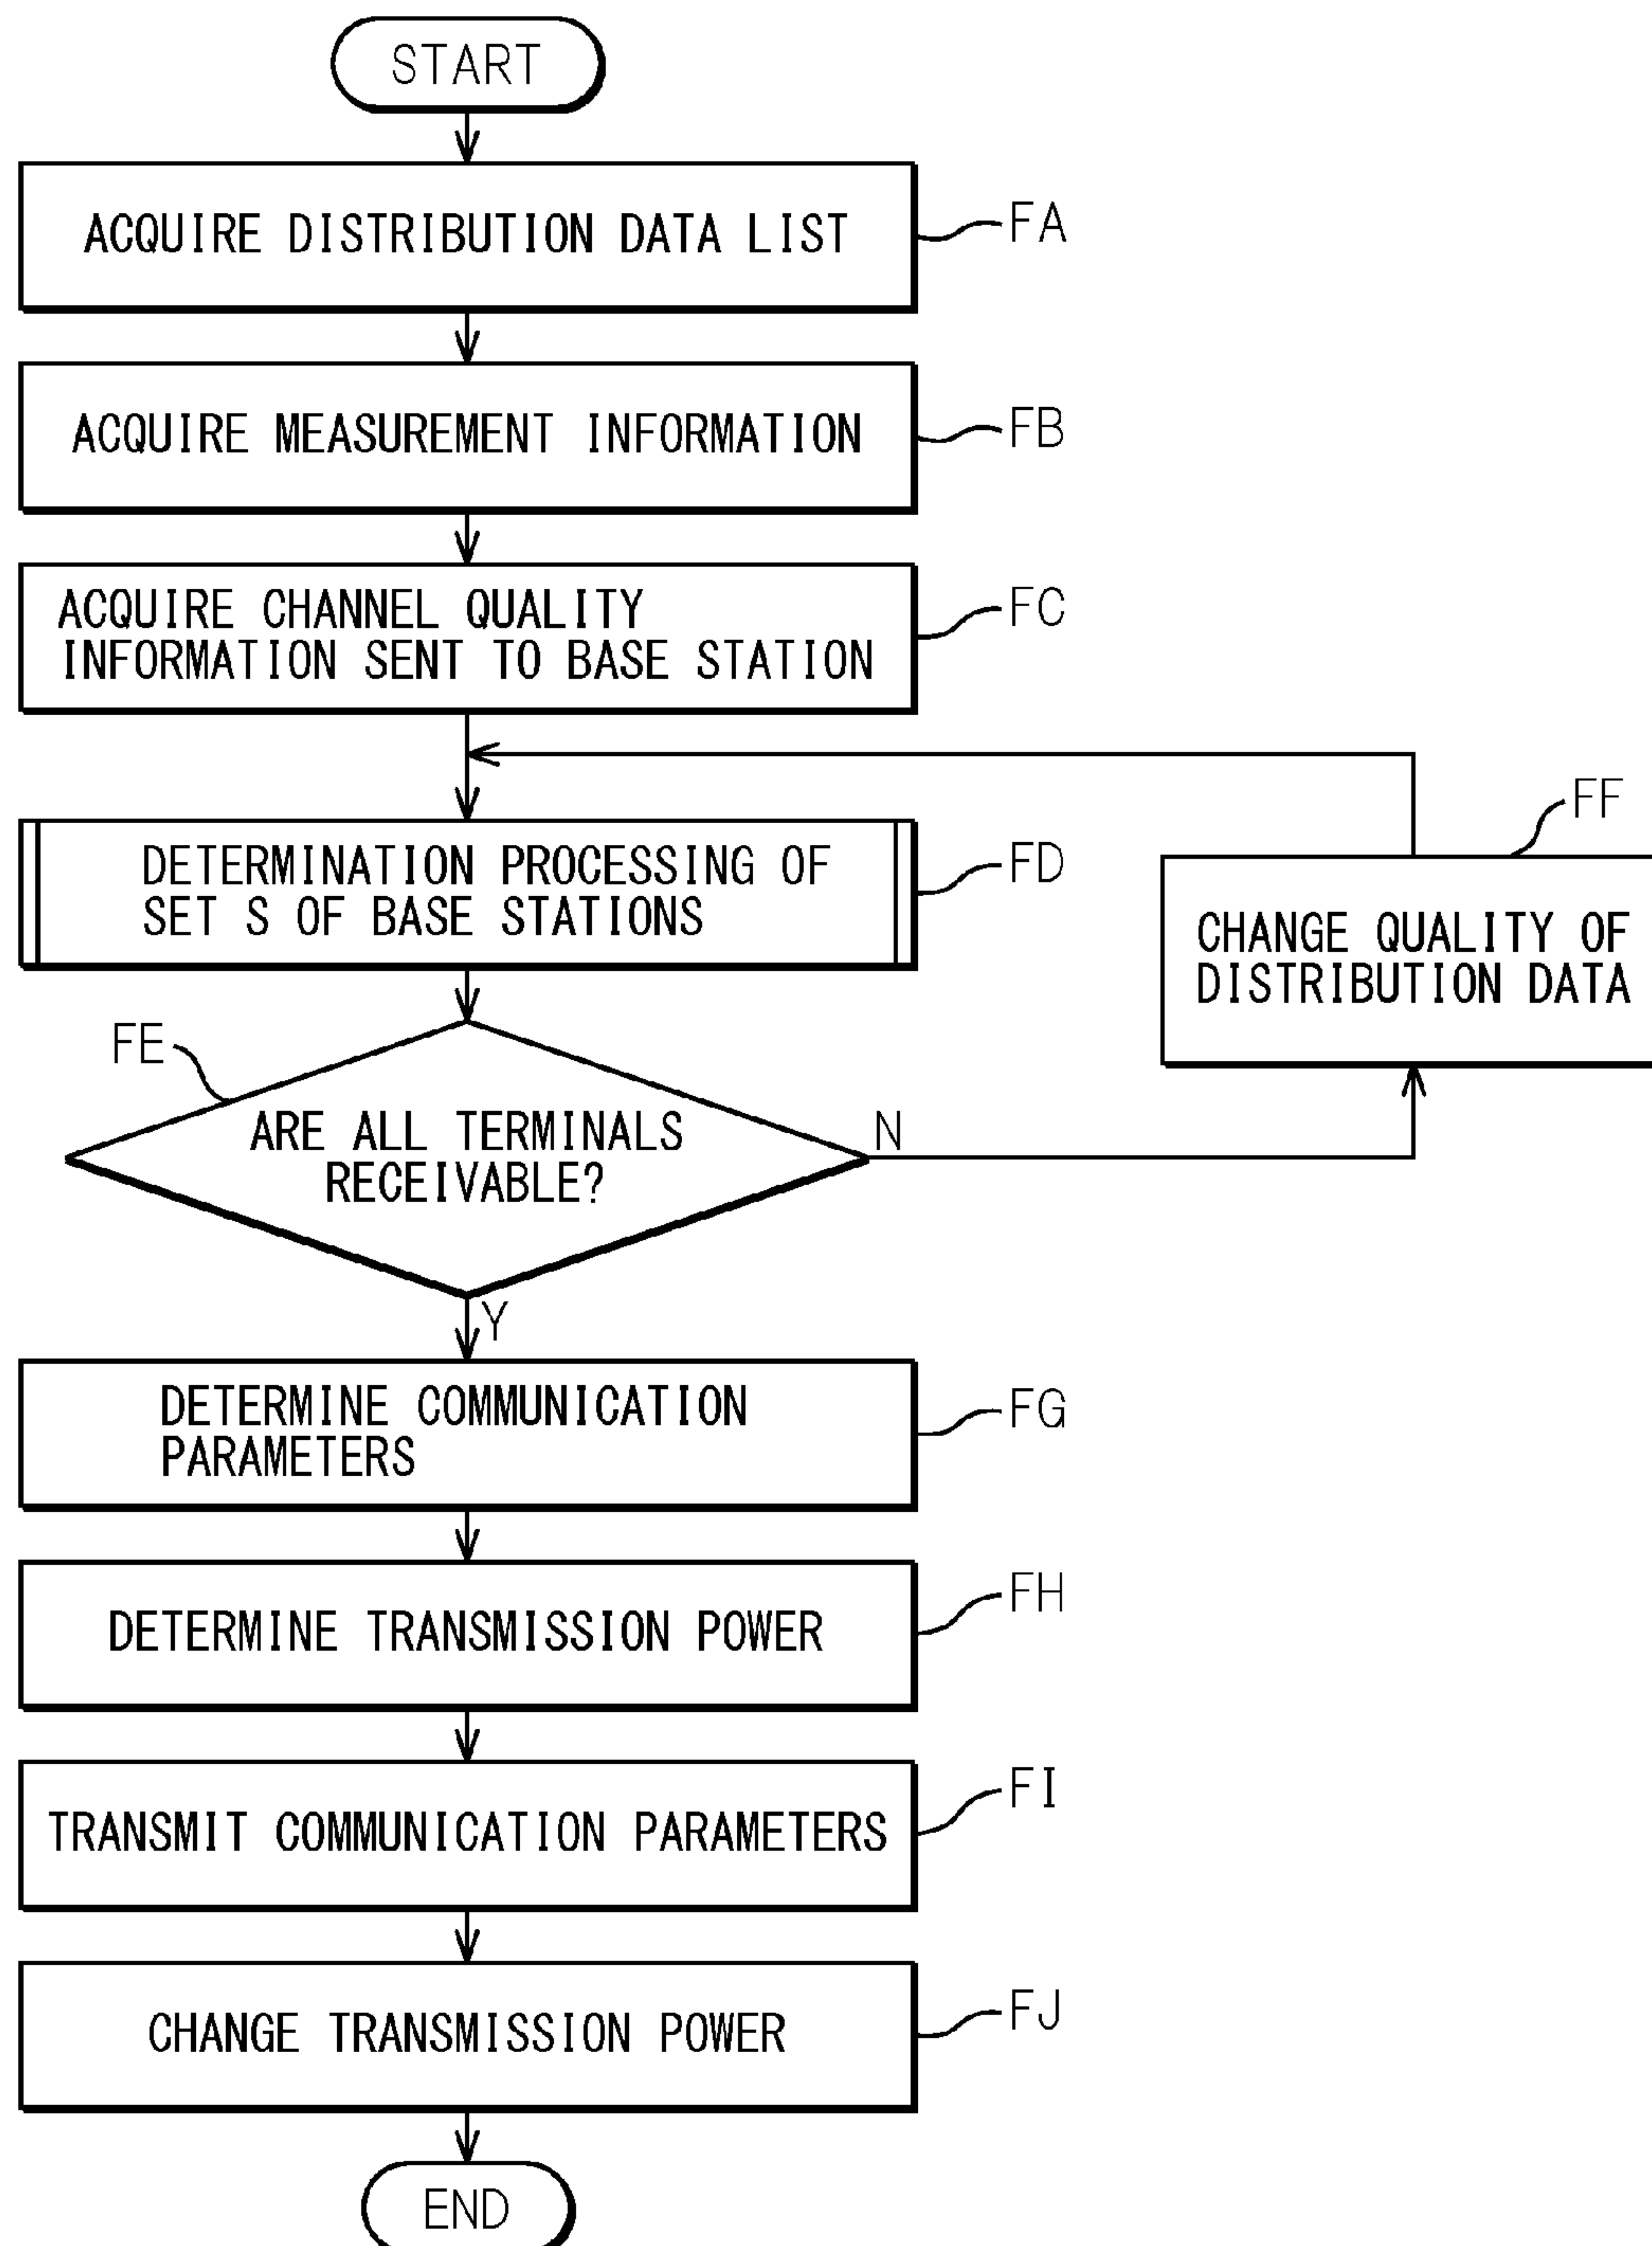 START
ACQUIRE DISTRIBUTION DATA LIST
FA
ACQUIRE MEASUREMENT INFORMATION
FB
ACQUIRE CHANNEL QUALITY
INFORMATION SENT TO BASE STATION
FC
DETERMINATION PROCESSING OF
SET S OF BASE STATIONS
FD
FF
CHANGE QUALITY OF
DISTRIBUTION DATA
FE
ARE ALL TERMINALS
RECEIVABLE?
N
Y
DETERMINE COMMUNICATION
PARAMETERS
FG
DETERMINE TRANSMISSION POWER
FH
TRANSMIT COMMUNICATION PARAMETERS
FI
CHANGE TRANSMISSION POWER
FJ
END